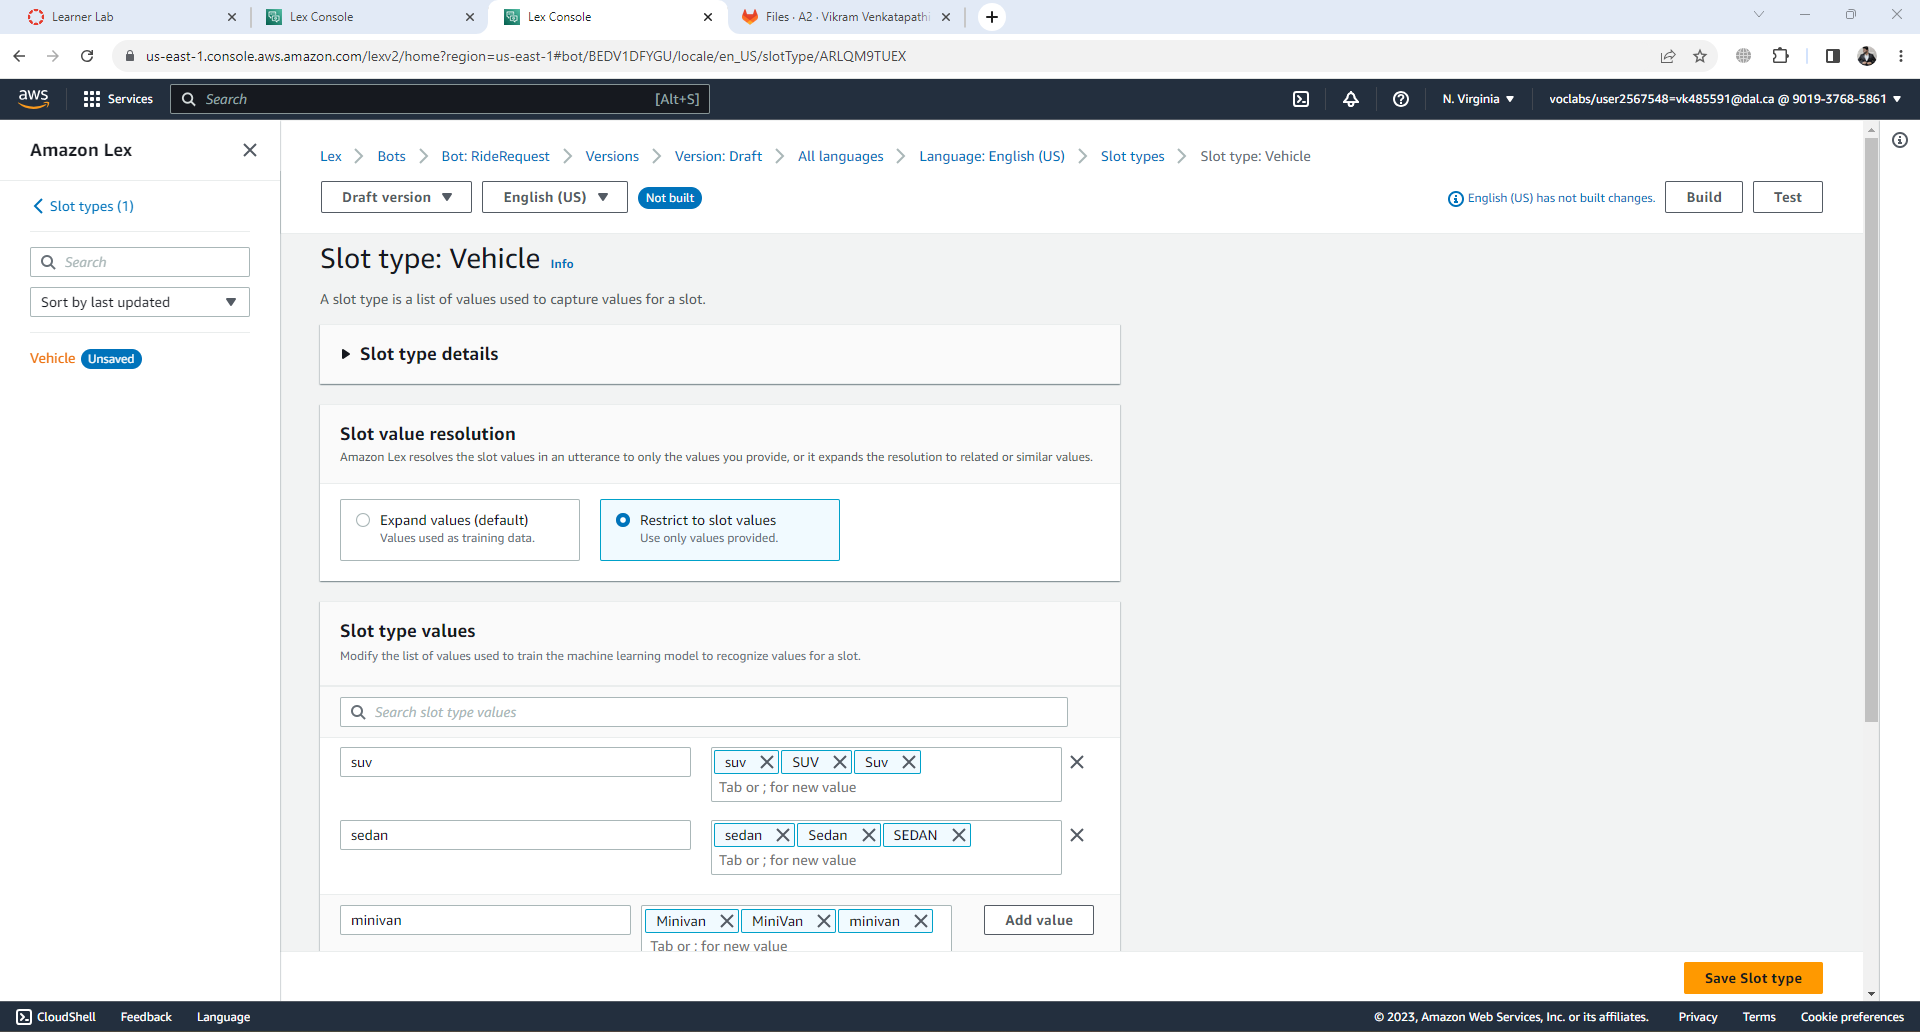 Learner Lab
Lex Console
Lex Console
Files · A2 · Vikram Venkatapathi
us-east-1.console.aws.amazon.com/lexv2/home?region=us-east-1#bot/BEDV1DFYGU/locale/en_US/slotType/ARLQM9TUEX
aws
Services
Search
[Alt+S]
N. Virginia
voclabs/user2567548=vk485591@dal.ca @ 9019-3768-5861
Amazon Lex
Slot types (1)
Search
Sort by last updated
Vehicle Unsaved
Lex > Bots > Bot: RideRequest > Versions > Version: Draft > All languages > Language: English (US) > Slot types > Slot type: Vehicle
Draft version
English (US)
Not built
English (US) has not built changes.
Build
Test
Slot type: Vehicle Info
A slot type is a list of values used to capture values for a slot.
Slot type details
Slot value resolution
Amazon Lex resolves the slot values in an utterance to only the values you provide, or it expands the resolution to related or similar values.
Expand values (default)
Values used as training data.
Restrict to slot values
Use only values provided.
Slot type values
Modify the list of values used to train the machine learning model to recognize values for a slot.
Search slot type values
suv
suv SUV Suv
Tab or ; for new value
sedan
sedan Sedan SEDAN
Tab or ; for new value
minivan
Minivan MiniVan minivan
Tab or ; for new value
Add value
Save Slot type
CloudShell
Feedback
Language
© 2023, Amazon Web Services, Inc. or its affiliates.
Privacy
Terms
Cookie preferences